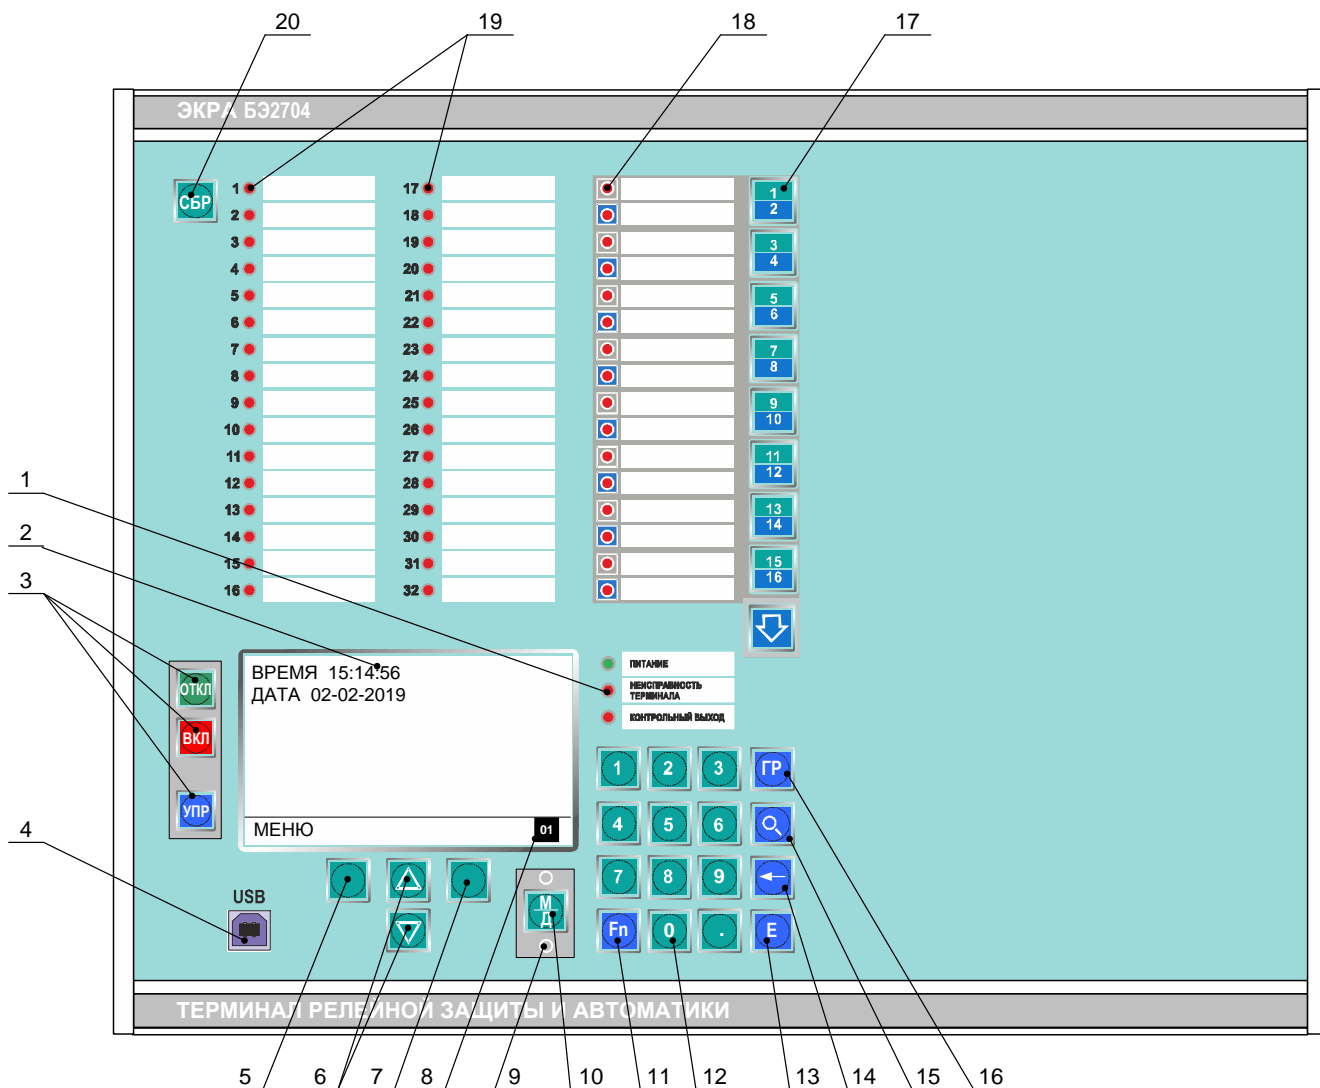 20 19 18 17
ЭКРА БЭ2704
СБР
1 17 1
2 18 2
3 19 3
4 20 4
5 21 5
6 22 6
7 23 7
8 24 8
9 25 9
10 26 10
11 27 11
12 28 12
13 29 13
14 30 14
15 31 15
16 32 16
1
2
3
ВРЕМЯ 15:14:56
ДАТА 02-02-2019
МЕНЮ 01
ОТКЛ
ВКЛ
УПР
4
USB
ПИТАНИЕ
НЕИСПРАВНОСТЬ
ТЕРМИНАЛА
КОНТРОЛЬНЫЙ ВЫХОД
1 2 3 ГР
4 5 6
7 8 9
Fn 0 . E
М
Д
ТЕРМИНАЛ РЕЛЕЙНОЙ ЗАЩИТЫ И АВТОМАТИКИ
5 6 7 8 9 10 11 12 13 14 15 16